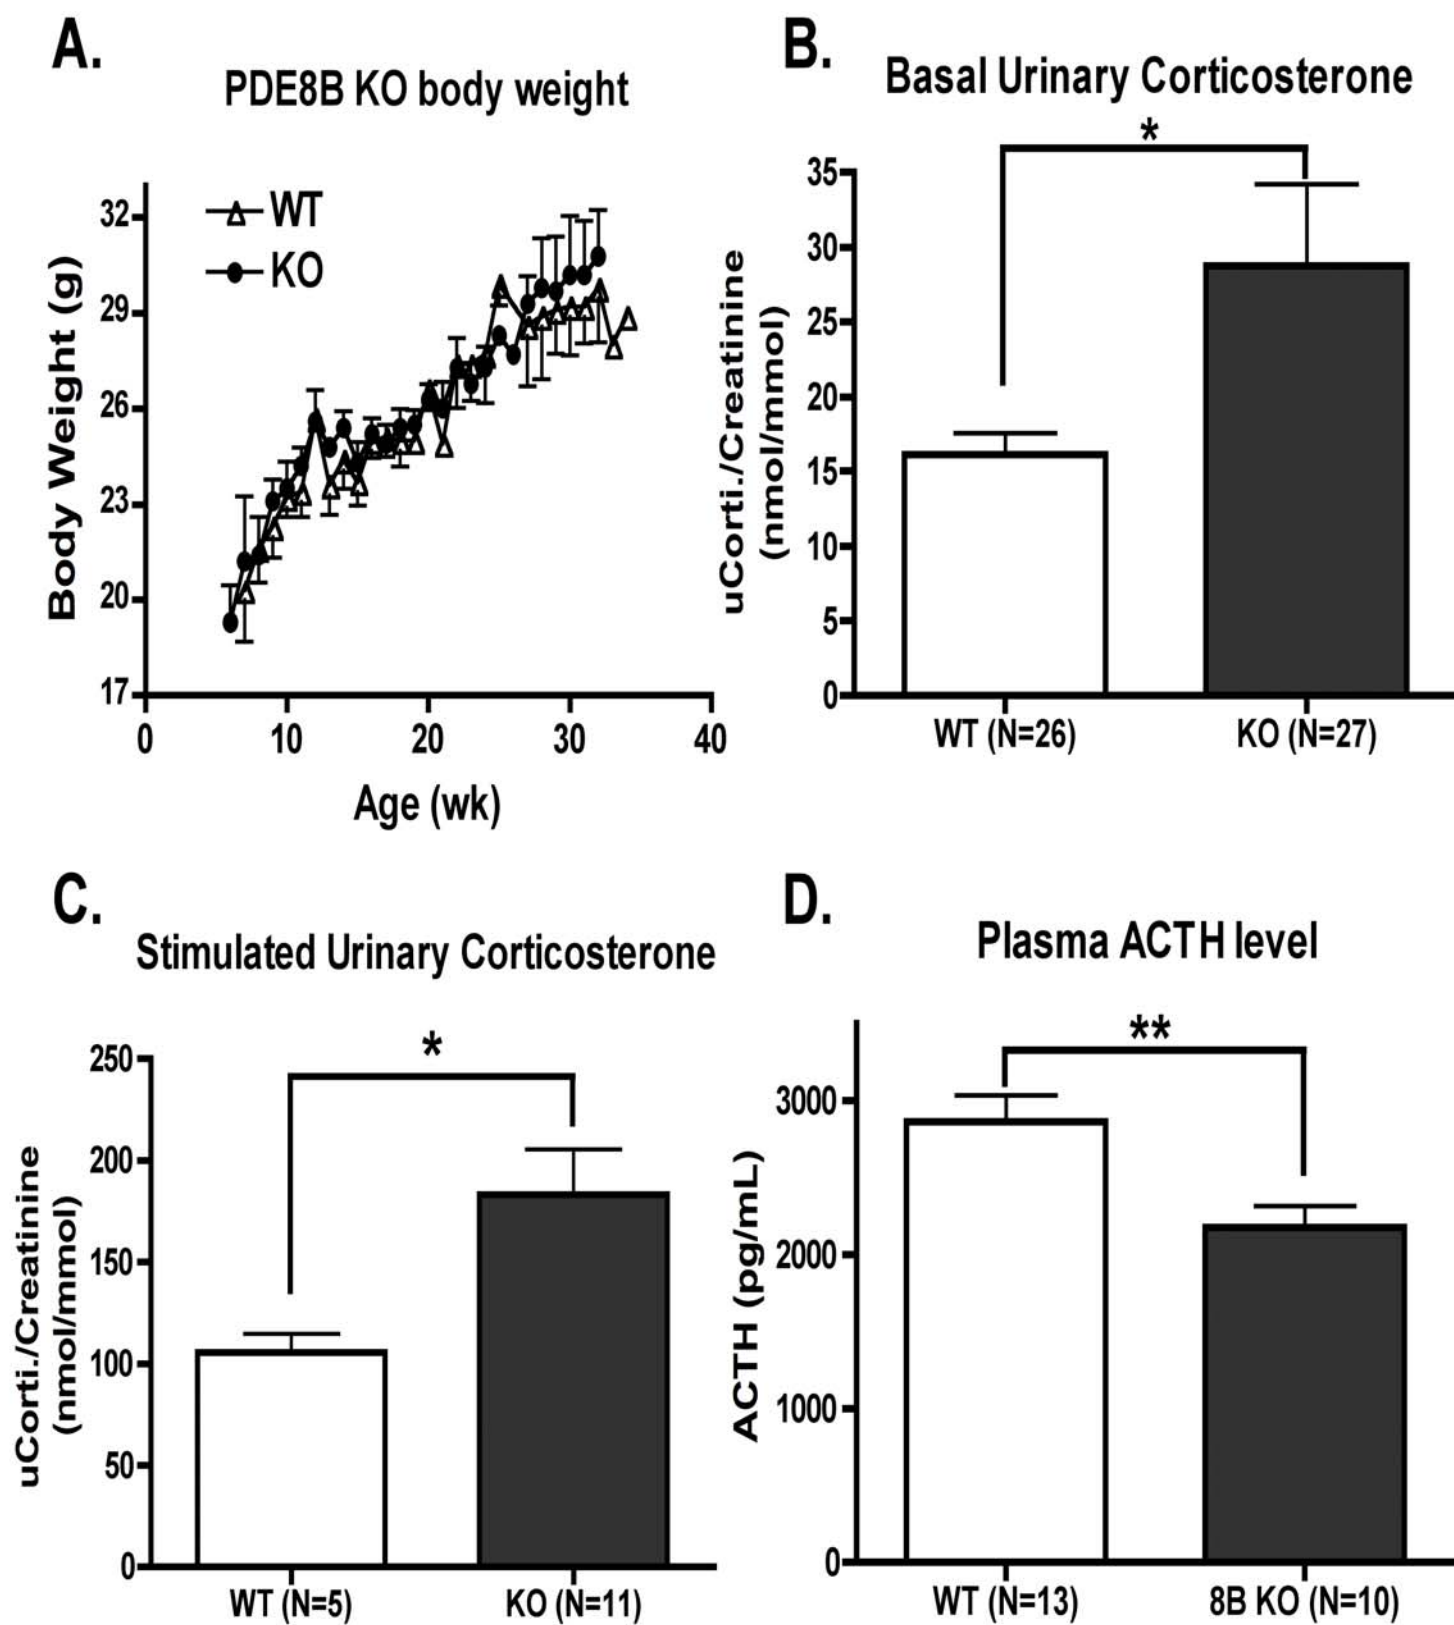 A.
PDE8B KO body weight
WT
KO
32
29
26
23
20
17
Body Weight (g)
0 10 20 30 40
Age (wk)
B.
Basal Urinary Corticosterone
*
35
30
25
20
15
10
5
0
uCorti./Creatinine
(nmol/mmol)
WT (N=26) KO (N=27)
C.
Stimulated Urinary Corticosterone
*
250
200
150
100
50
0
uCorti./Creatinine
(nmol/mmol)
WT (N=5) KO (N=11)
D.
Plasma ACTH level
**
3000
2000
1000
0
ACTH (pg/mL)
WT (N=13) 8B KO (N=10)